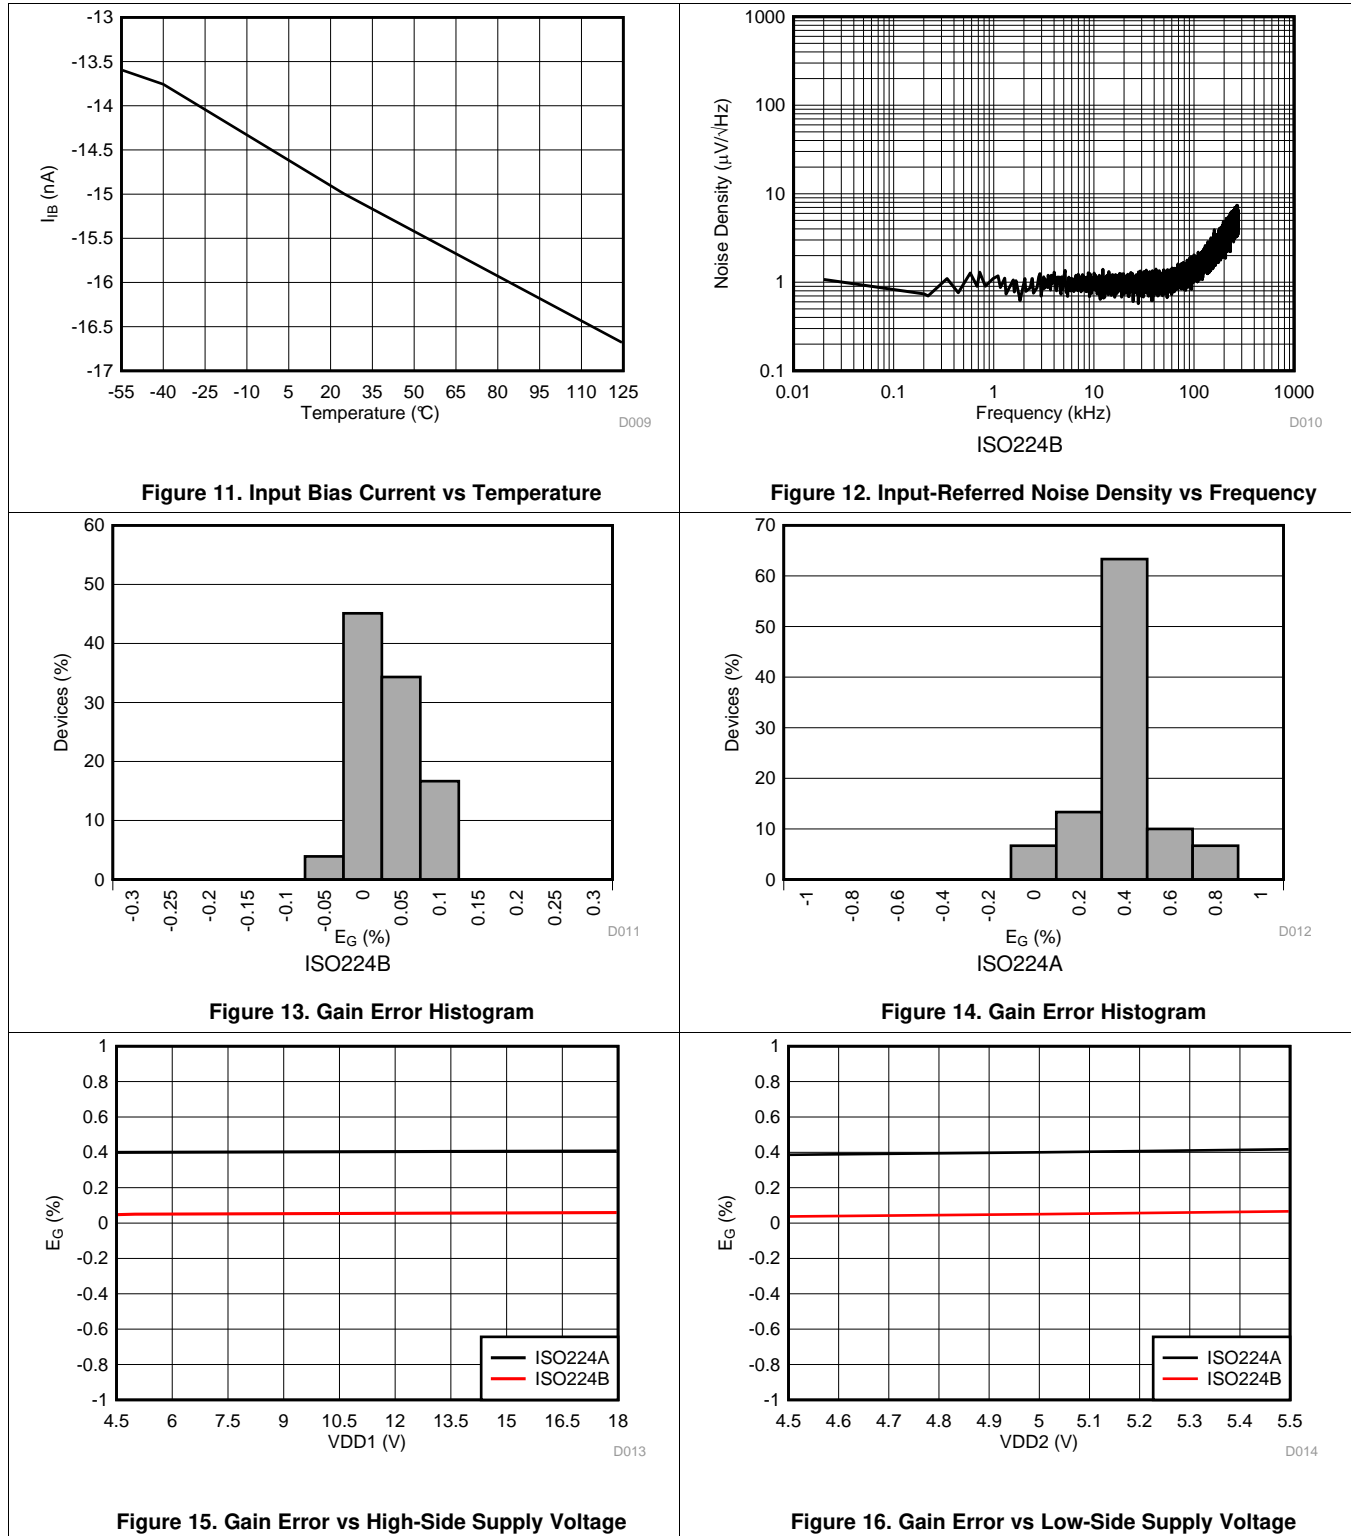 -13
-13.5
-14
-14.5
-15
-15.5
-16
-16.5
-17
I_IB (nA)
-55 -40 -25 -10 5 20 35 50 65 80 95 110 125
Temperature (°C)
D009
Figure 11. Input Bias Current vs Temperature
1000
100
10
1
0.1
Noise Density (µV/√Hz)
0.01 0.1 1 10 100 1000
Frequency (kHz)
D010
ISO224B
Figure 12. Input-Referred Noise Density vs Frequency
60
50
40
30
20
10
0
Devices (%)
-0.3 -0.25 -0.2 -0.15 -0.1 -0.05 0 0.05 0.1 0.15 0.2 0.25 0.3
E_G (%)
D011
ISO224B
Figure 13. Gain Error Histogram
70
60
50
40
30
20
10
0
Devices (%)
-1 -0.8 -0.6 -0.4 -0.2 0 0.2 0.4 0.6 0.8 1
E_G (%)
D012
ISO224A
Figure 14. Gain Error Histogram
1
0.8
0.6
0.4
0.2
0
-0.2
-0.4
-0.6
-0.8
-1
E_G (%)
ISO224A
ISO224B
4.5 6 7.5 9 10.5 12 13.5 15 16.5 18
VDD1 (V)
D013
Figure 15. Gain Error vs High-Side Supply Voltage
1
0.8
0.6
0.4
0.2
0
-0.2
-0.4
-0.6
-0.8
-1
E_G (%)
ISO224A
ISO224B
4.5 4.6 4.7 4.8 4.9 5 5.1 5.2 5.3 5.4 5.5
VDD2 (V)
D014
Figure 16. Gain Error vs Low-Side Supply Voltage